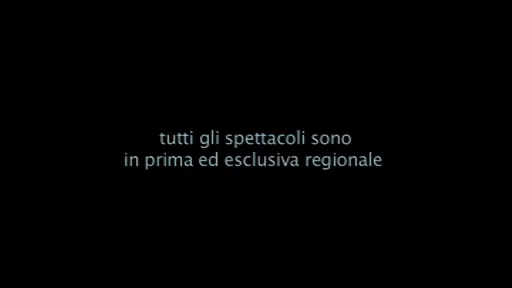 tutti gli spettacoli sono
in prima ed esclusiva regionale